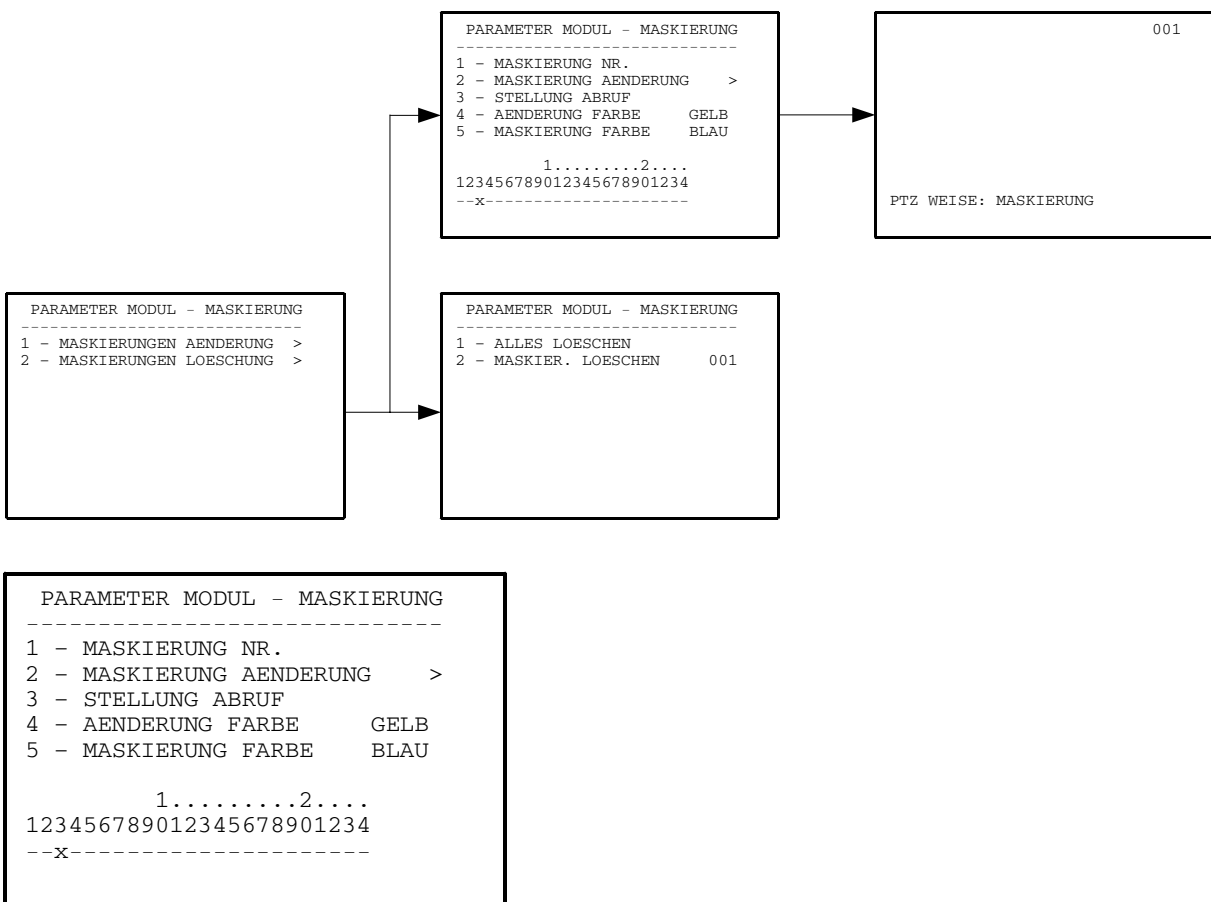 PARAMETER MODUL - MASKIERUNG
-----------------------------
1 - MASKIERUNG NR.
2 - MASKIERUNG AENDERUNG >
3 - STELLUNG ABRUF
4 - AENDERUNG FARBE GELB
5 - MASKIERUNG FARBE BLAU
1.........2....
123456789012345678901234
--x---------------------
001
PTZ WEISE: MASKIERUNG
PARAMETER MODUL - MASKIERUNG
-----------------------------
1 - MASKIERUNGEN AENDERUNG >
2 - MASKIERUNGEN LOESCHUNG >
PARAMETER MODUL - MASKIERUNG
-----------------------------
1 - ALLES LOESCHEN
2 - MASKIER. LOESCHEN 001
PARAMETER MODUL - MASKIERUNG
-----------------------------
1 - MASKIERUNG NR.
2 - MASKIERUNG AENDERUNG >
3 - STELLUNG ABRUF
4 - AENDERUNG FARBE GELB
5 - MASKIERUNG FARBE BLAU
1.........2....
123456789012345678901234
--x---------------------